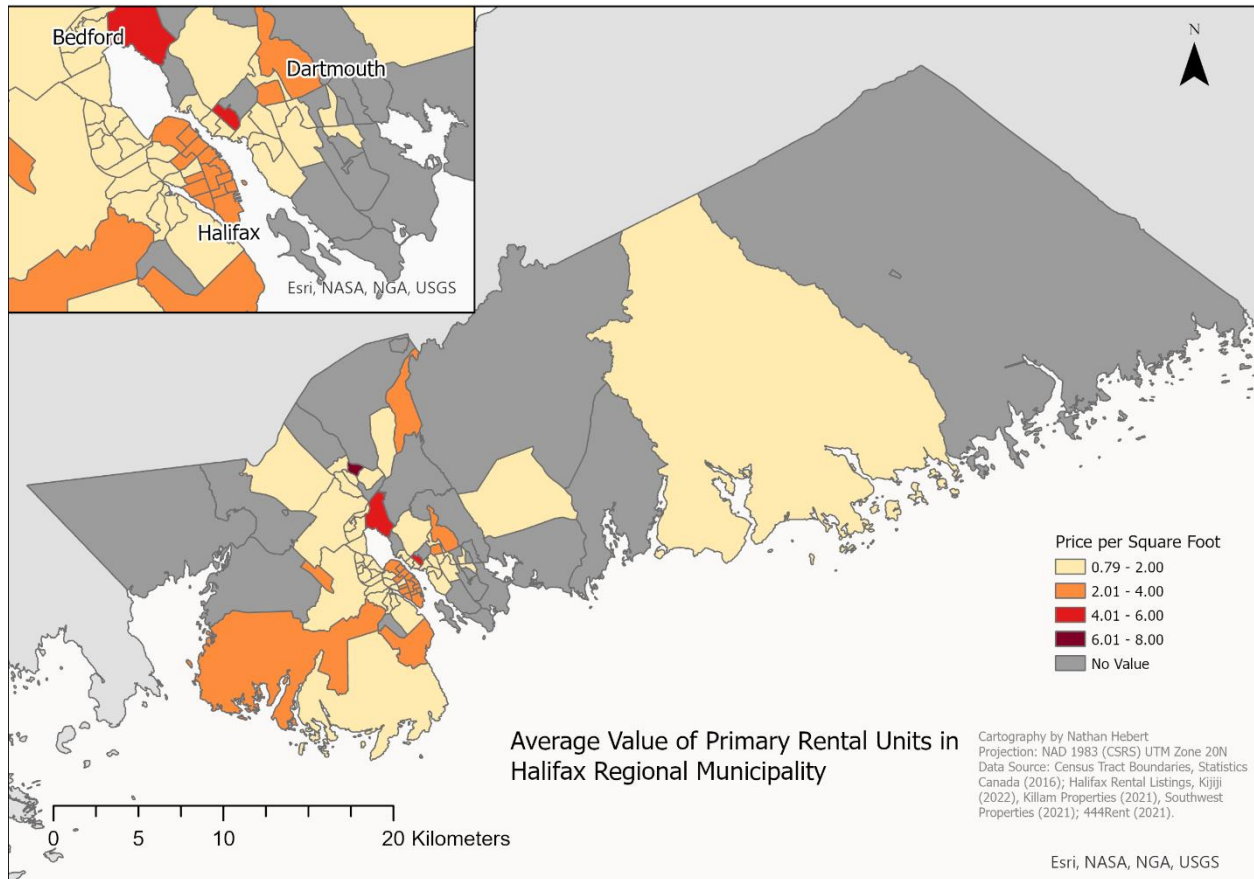 Bedford
Dartmouth
Halifax
Esri, NASA, NGA, USGS
N
Price per Square Foot
0.79 - 2.00
2.01 - 4.00
4.01 - 6.00
6.01 - 8.00
No Value
Average Value of Primary Rental Units in
Halifax Regional Municipality
Cartography by Nathan Hebert
Projection: NAD 1983 (CSRS) UTM Zone 20N
Data Source: Census Tract Boundaries, Statistics
Canada (2016); Halifax Rental Listings, Kijiji
(2022), Killam Properties (2021), Southwest
Properties (2021); 444Rent (2021).
0 5 10 20 Kilometers
Esri, NASA, NGA, USGS